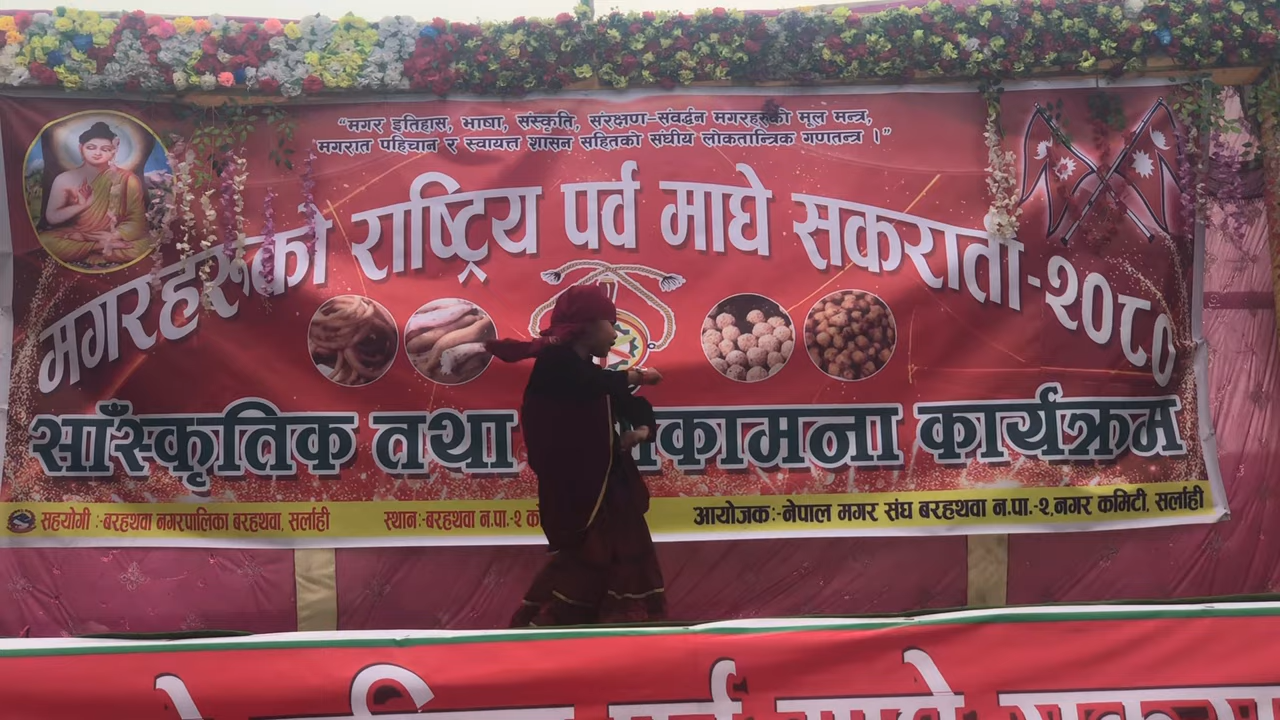 “मगर इतिहास, भाषा, संस्कृति, संरक्षण-संवर्द्धन मगरहरुको मूल मन्त्र,
मगरात पहिचान र स्वायत्त शासन सहितको संघीय लोकतान्त्रिक गणतन्त्र ।”
मगरहरुको राष्ट्रिय पर्व माघे सकराती-२०८०
साँस्कृतिक तथा कामना कार्यक्रम
सहयोगी :-बरहथवा नगरपालिका बरहथवा, सर्लाही स्थान:-बरहथवा न.पा.-२ आयोजक:-नेपाल मगर संघ बरहथवा न.पा.-२,नगर कमिटी, सर्लाही